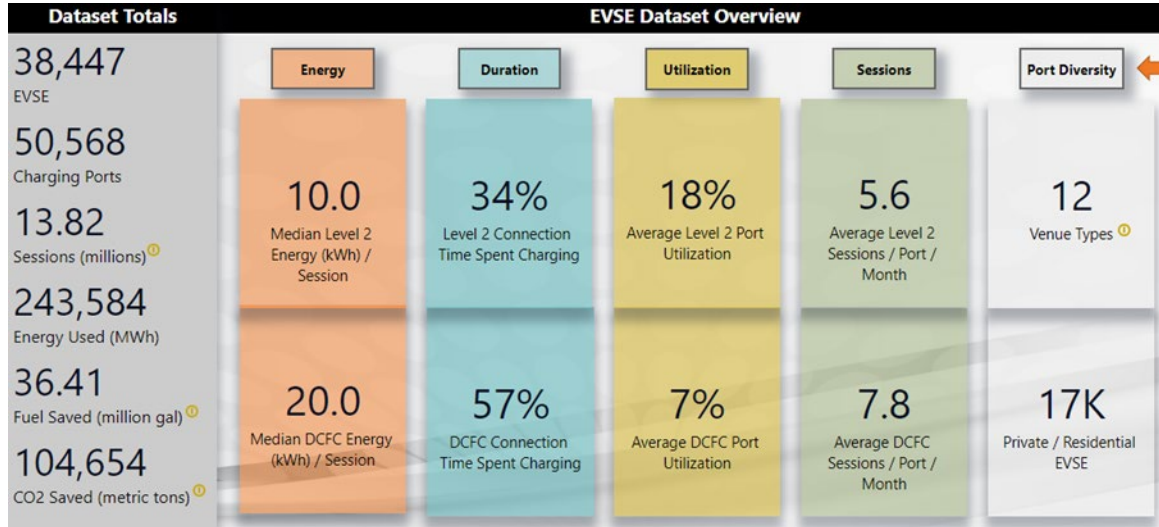 Dataset Totals
38,447
EVSE
50,568
Charging Ports
13.82
Sessions (millions)
243,584
Energy Used (MWh)
36.41
Fuel Saved (million gal)
104,654
CO2 Saved (metric tons)
EVSE Dataset Overview
Energy
10.0
Median Level 2
Energy (kWh) /
Session
20.0
Median DCFC Energy
(kWh) / Session
Duration
34%
Level 2 Connection
Time Spent Charging
57%
DCFC Connection
Time Spent Charging
Utilization
18%
Average Level 2 Port
Utilization
7%
Average DCFC Port
Utilization
Sessions
5.6
Average Level 2
Sessions / Port /
Month
7.8
Average DCFC
Sessions / Port /
Month
Port Diversity
12
Venue Types
17K
Private / Residential
EVSE